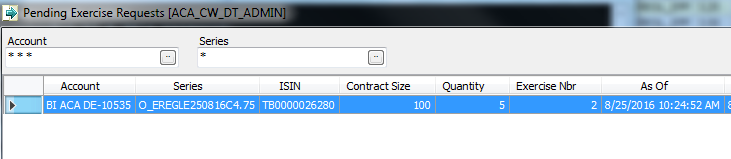 Pending Exercise Requests [ACA_CW_DT_ADMIN]
Account Series
* * * .. * ..
Account Series ISIN Contract Size Quantity Exercise Nbr As Of
BI ACA DE-10535 O_EREGLE250816C4.75 TB0000026280 100 5 2 8/25/2016 10:24:52 AM 8